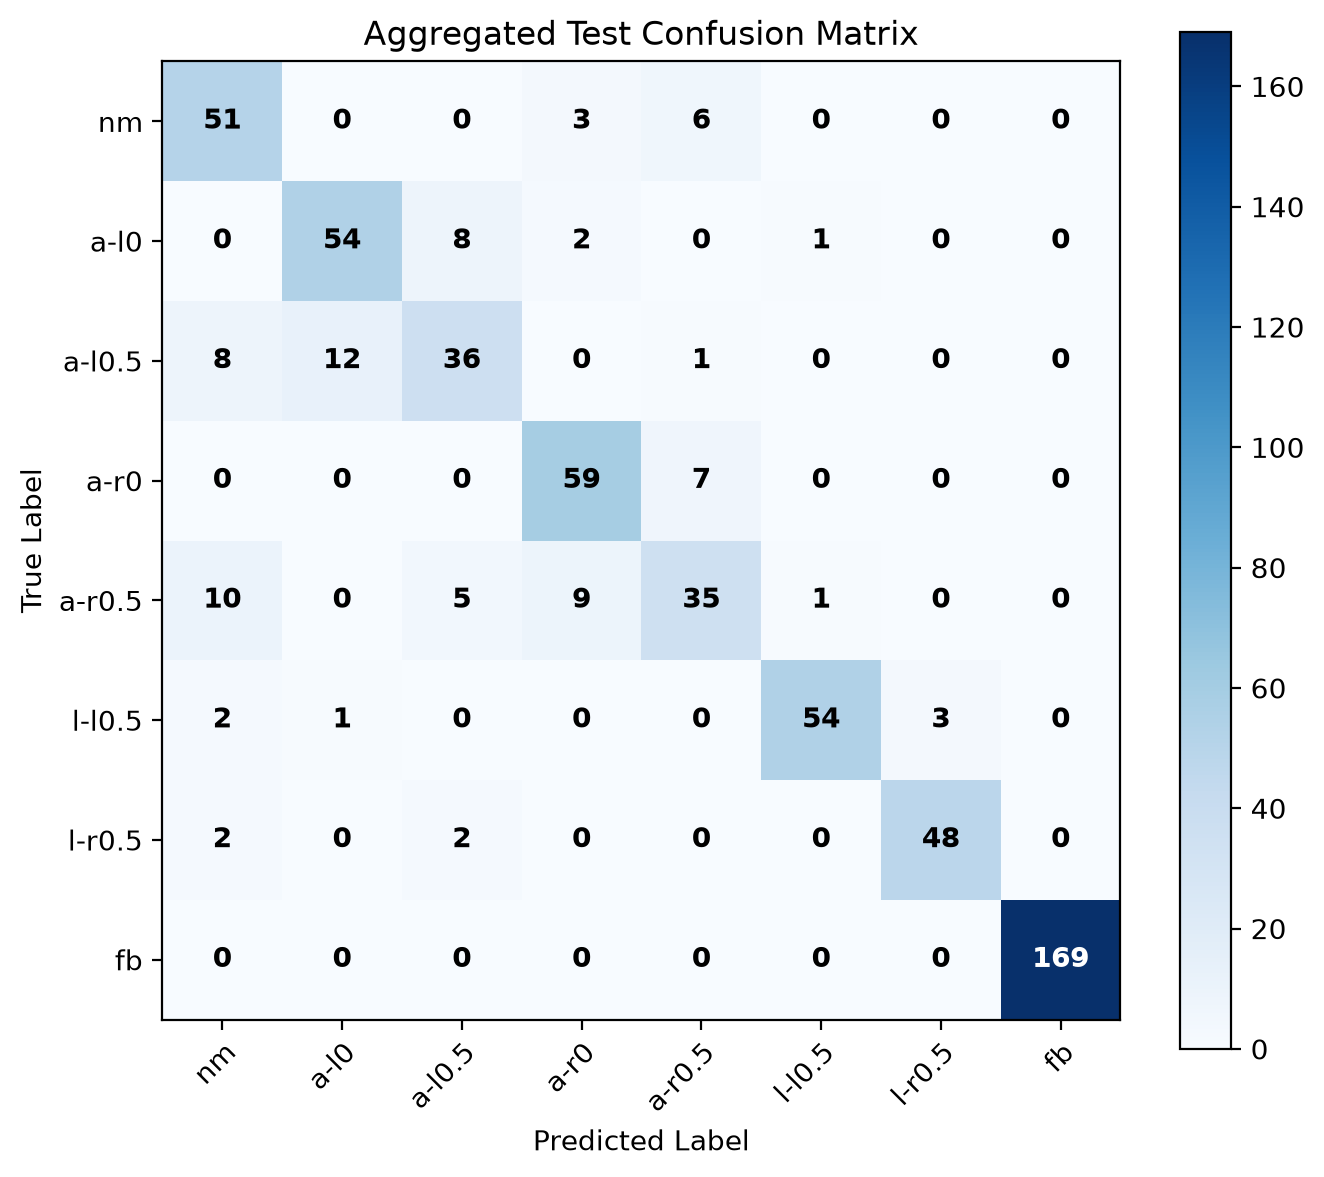 Aggregated Test Confusion Matrix
nm 51 0 0 3 6 0 0 0
a-l0 0 54 8 2 0 1 0 0
a-l0.5 8 12 36 0 1 0 0 0
a-r0 0 0 0 59 7 0 0 0
a-r0.5 10 0 5 9 35 1 0 0
l-l0.5 2 1 0 0 0 54 3 0
l-r0.5 2 0 2 0 0 0 48 0
fb 0 0 0 0 0 0 0 169
nm a-l0 a-l0.5 a-r0 a-r0.5 l-l0.5 l-r0.5 fb
Predicted Label
True Label
160
140
120
100
80
60
40
20
0